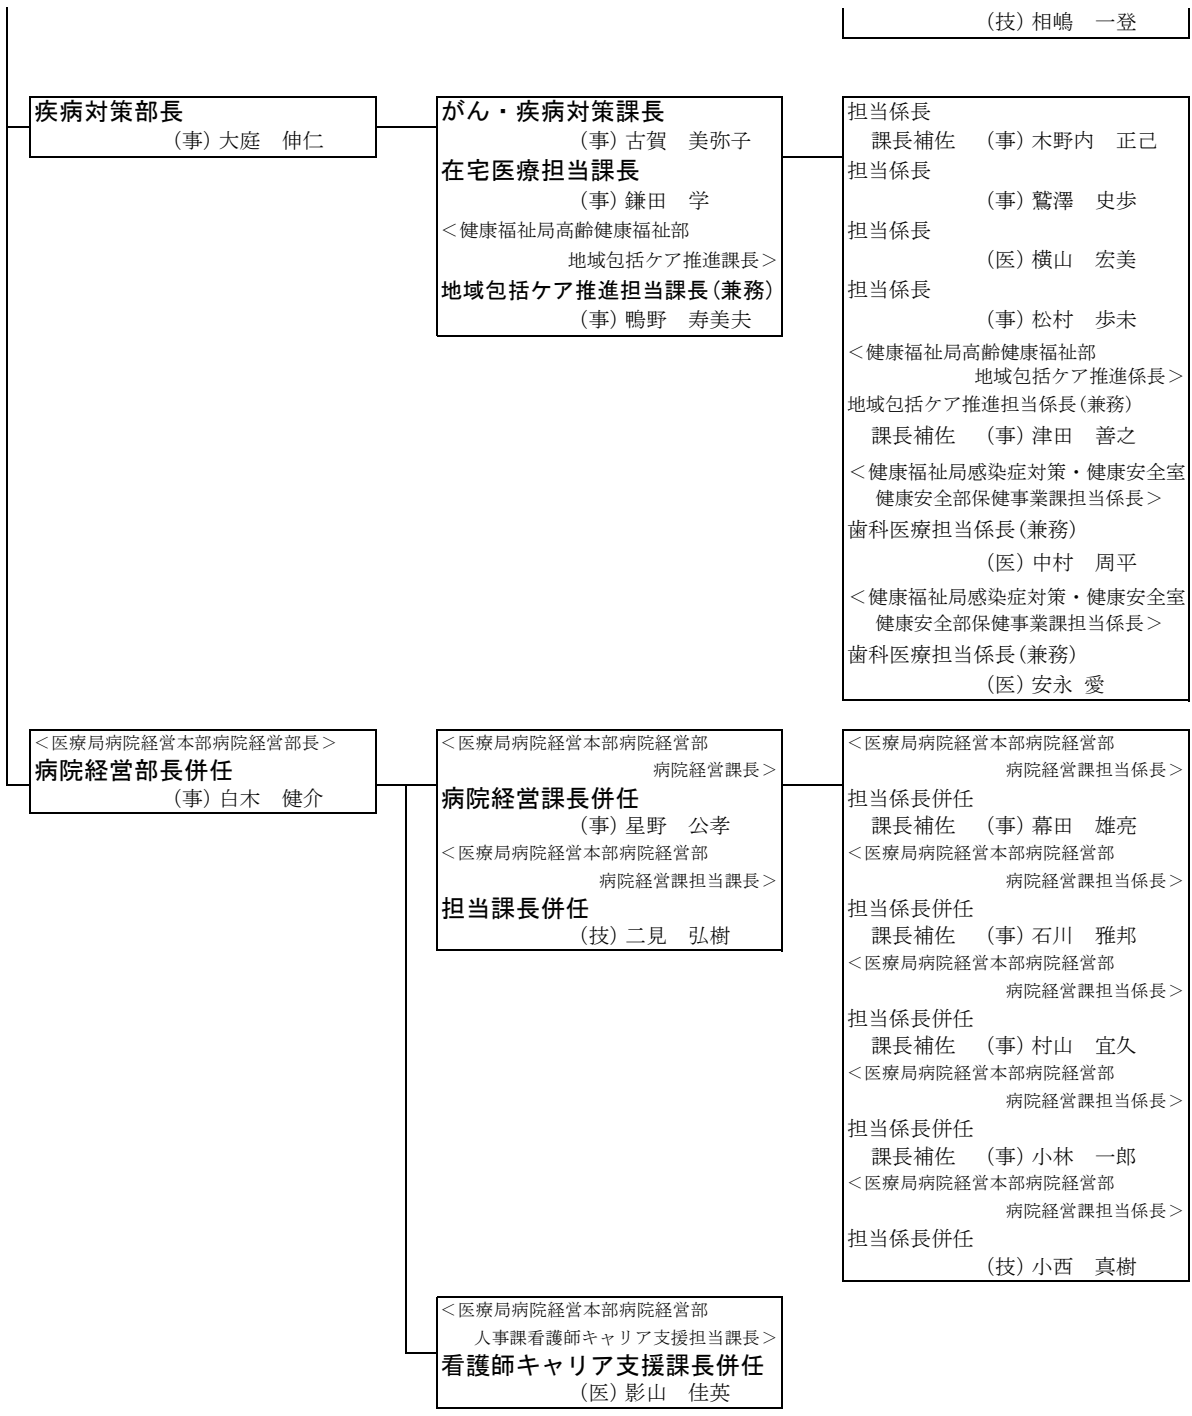 (技) 相嶋　一登
疾病対策部長
(事) 大庭　伸仁
がん・疾病対策課長
(事) 古賀　美弥子
在宅医療担当課長
(事) 鎌田　学
＜健康福祉局高齢健康福祉部
地域包括ケア推進課長＞
地域包括ケア推進担当課長(兼務)
(事) 鴨野　寿美夫
担当係長
課長補佐　(事) 木野内　正己
担当係長
(事) 鷲澤　史歩
担当係長
(医) 横山　宏美
担当係長
(事) 松村　歩未
＜健康福祉局高齢健康福祉部
地域包括ケア推進係長＞
地域包括ケア推進担当係長(兼務)
課長補佐　(事) 津田　善之
＜健康福祉局感染症対策・健康安全室
健康安全部保健事業課担当係長＞
歯科医療担当係長(兼務)
(医) 中村　周平
＜健康福祉局感染症対策・健康安全室
健康安全部保健事業課担当係長＞
歯科医療担当係長(兼務)
(医) 安永 愛
＜医療局病院経営本部病院経営部長＞
病院経営部長併任
(事) 白木　健介
＜医療局病院経営本部病院経営部
病院経営課長＞
病院経営課長併任
(事) 星野　公孝
＜医療局病院経営本部病院経営部
病院経営課担当課長＞
担当課長併任
(技) 二見　弘樹
＜医療局病院経営本部病院経営部
病院経営課担当係長＞
担当係長併任
課長補佐　(事) 幕田　雄亮
＜医療局病院経営本部病院経営部
病院経営課担当係長＞
担当係長併任
課長補佐　(事) 石川　雅邦
＜医療局病院経営本部病院経営部
病院経営課担当係長＞
担当係長併任
課長補佐　(事) 村山　宜久
＜医療局病院経営本部病院経営部
病院経営課担当係長＞
担当係長併任
課長補佐　(事) 小林　一郎
＜医療局病院経営本部病院経営部
病院経営課担当係長＞
担当係長併任
(技) 小西　真樹
＜医療局病院経営本部病院経営部
人事課看護師キャリア支援担当課長＞
看護師キャリア支援課長併任
(医) 影山　佳英